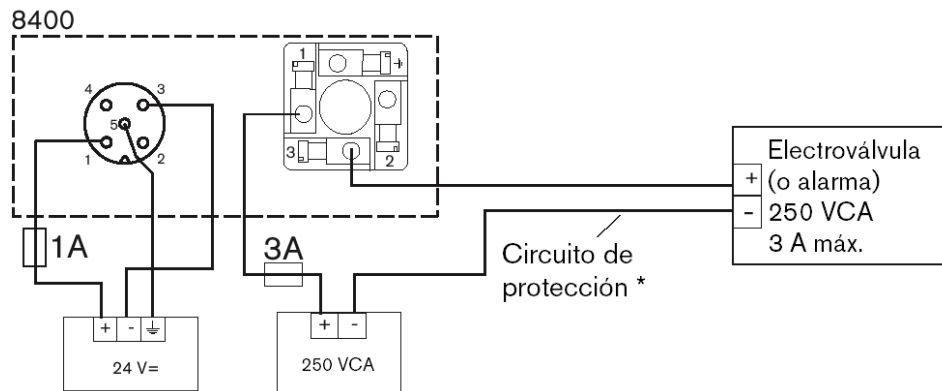 8400
4
3
5
1
2
1
3
2
1A
3A
+
-
Electroválvula
(o alarma)
250 VCA
3 A máx.
Circuito de
protección *
+
-
24 V=
+
-
250 VCA